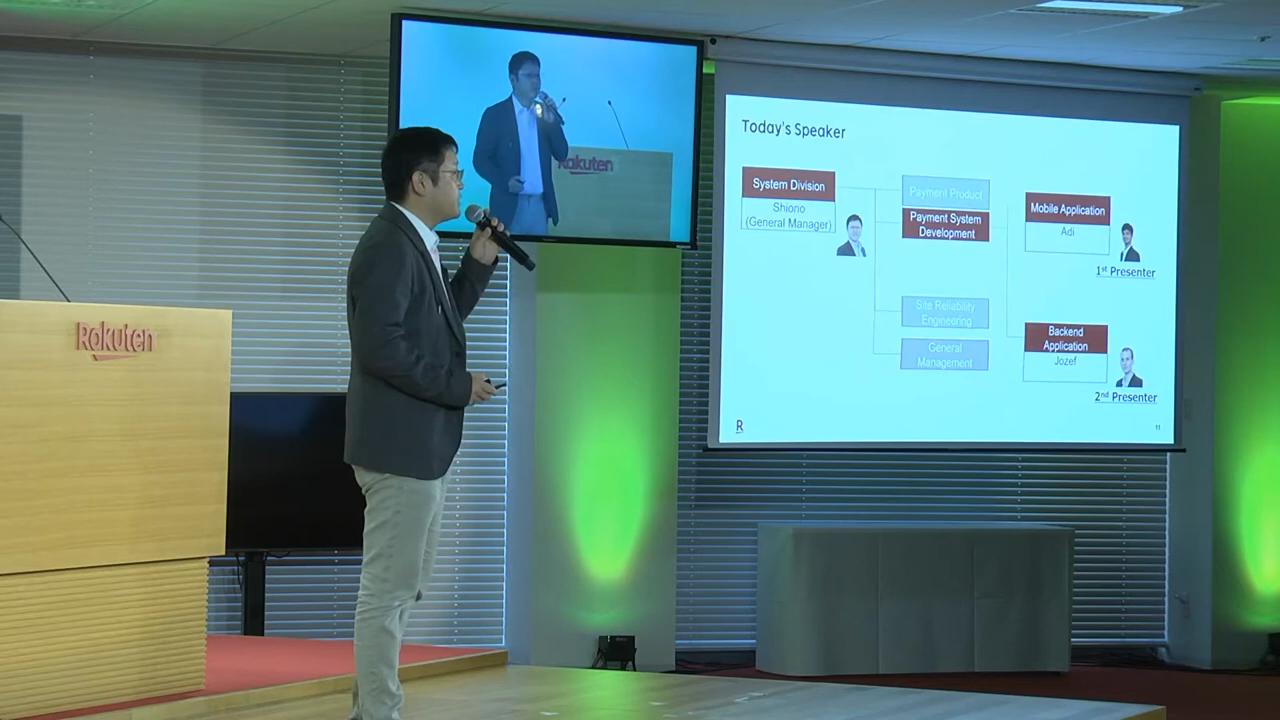 Rakuten
Rakuten
Today's Speaker
System Division
Shiono
(General Manager)
Payment Product
Payment System
Development
Site Reliability
Engineering
General
Management
Mobile Application
Adi
1st Presenter
Backend
Application
Jozef
2nd Presenter
R
11